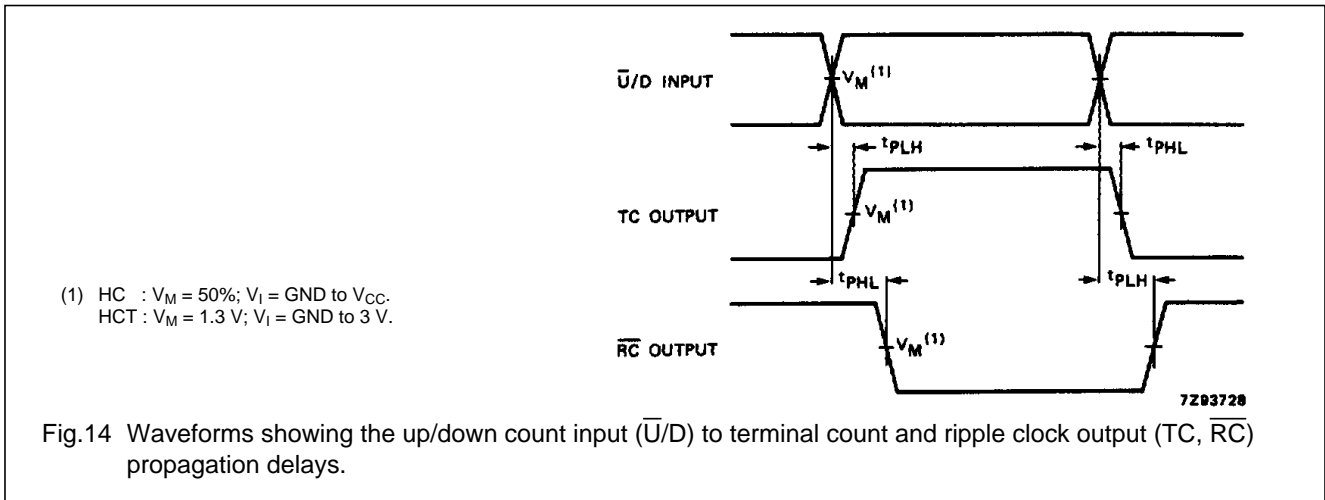 U̅/D INPUT
V_M (1)
t_PLH
t_PHL
TC OUTPUT
V_M (1)
t_PHL
t_PLH
(1) HC : V_M = 50%; V_I = GND to V_CC.
HCT : V_M = 1.3 V; V_I = GND to 3 V.
R̅C̅ OUTPUT
V_M (1)
7Z93728
Fig.14 Waveforms showing the up/down count input (U̅/D) to terminal count and ripple clock output (TC, R̅C̅)
propagation delays.